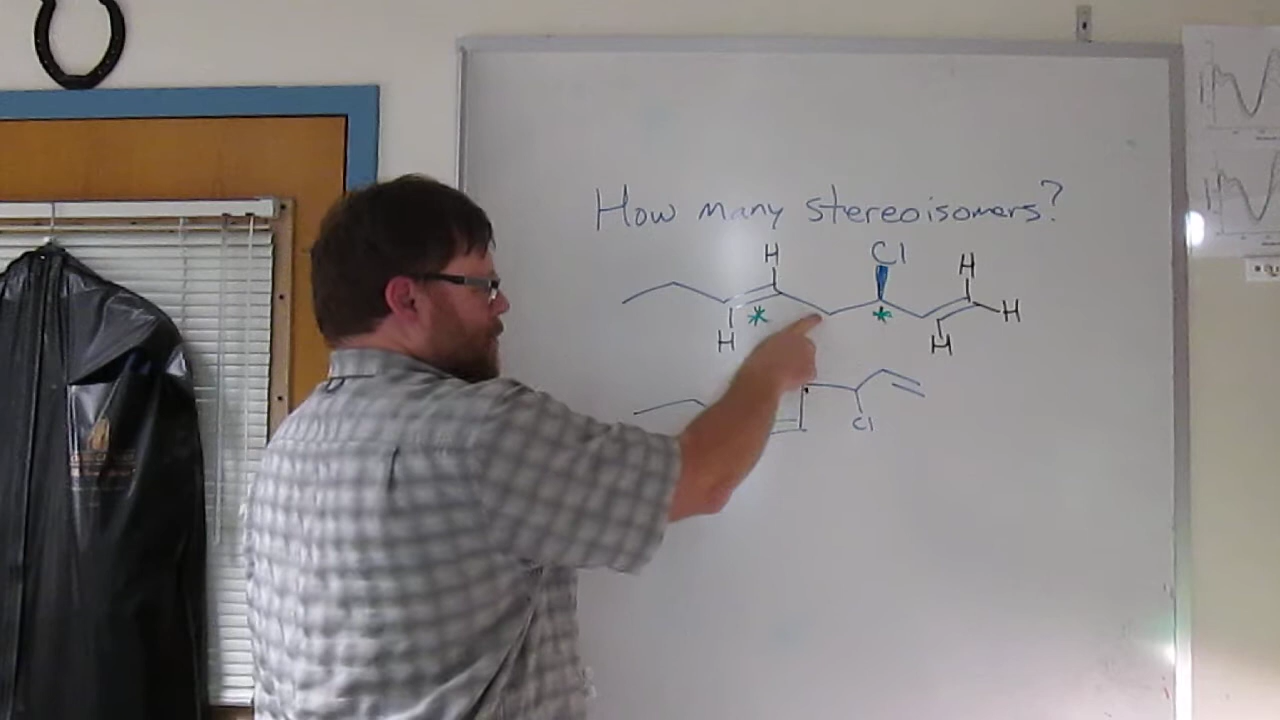 How many stereoisomers?
H Cl H
* * H
H H
Cl